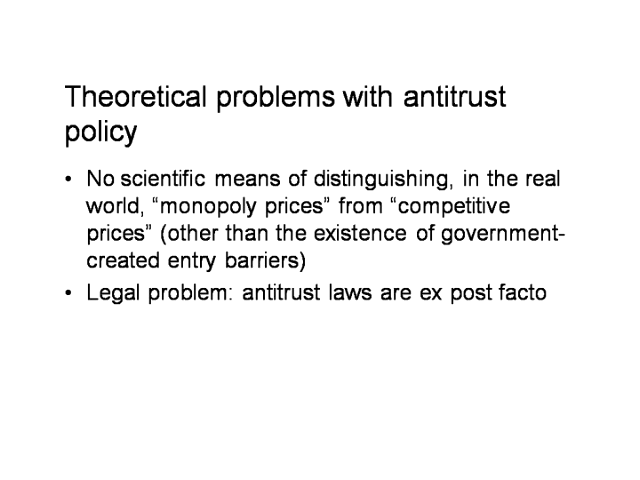 Theoretical problems with antitrust
policy
• No scientific means of distinguishing, in the real
world, “monopoly prices” from “competitive
prices” (other than the existence of government-
created entry barriers)
• Legal problem: antitrust laws are ex post facto